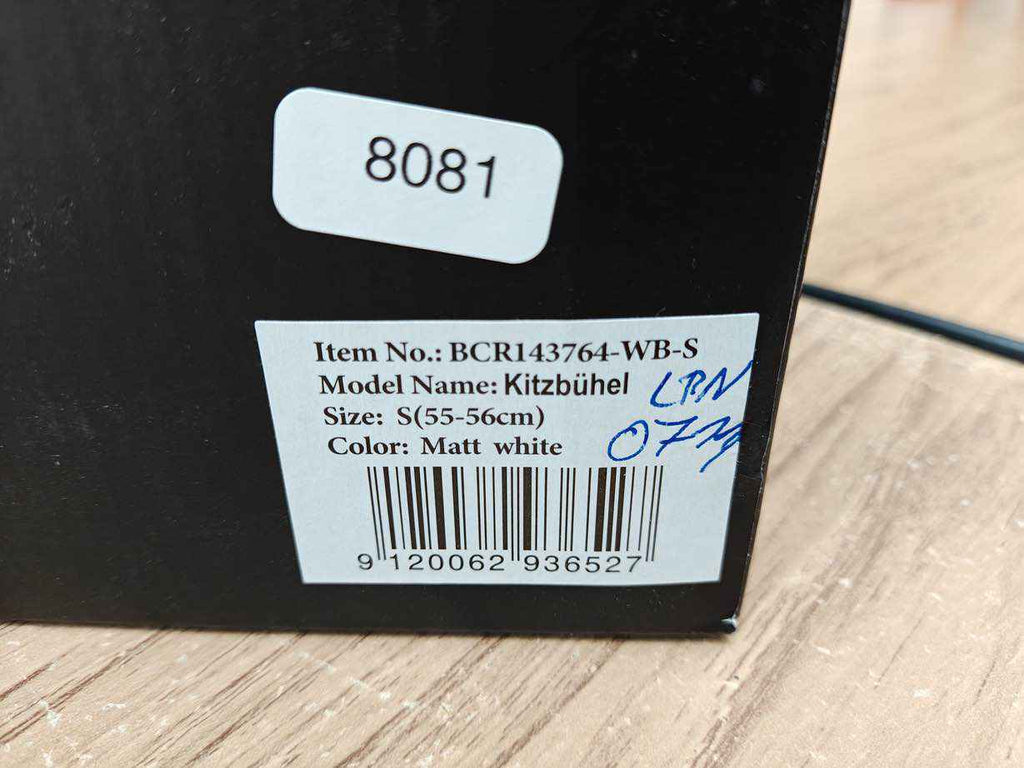 8081
Item No.: BCR143764-WB-S
Model Name: Kitzbühel
Size: S(55-56cm)
Color: Matt white
9 120062 936527